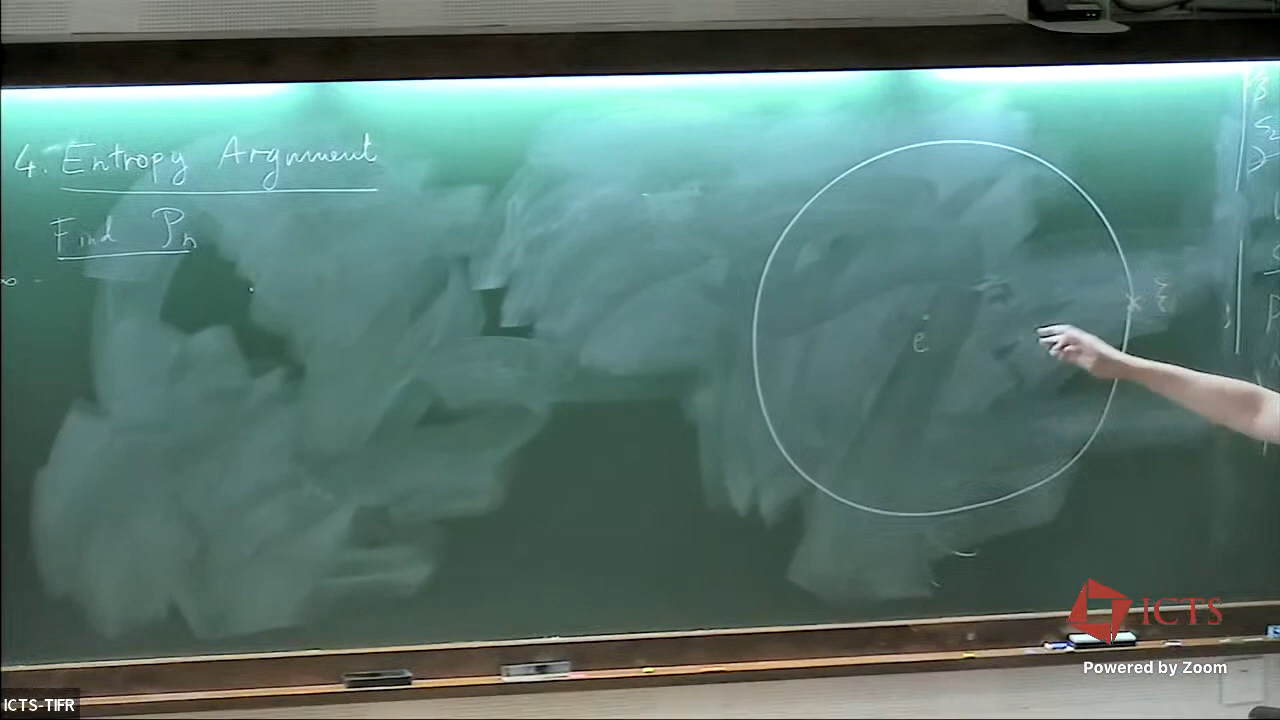 4. Entropy Argument
Find Pₙ
e
ξ
ICTS
Powered by Zoom
ICTS-TIFR